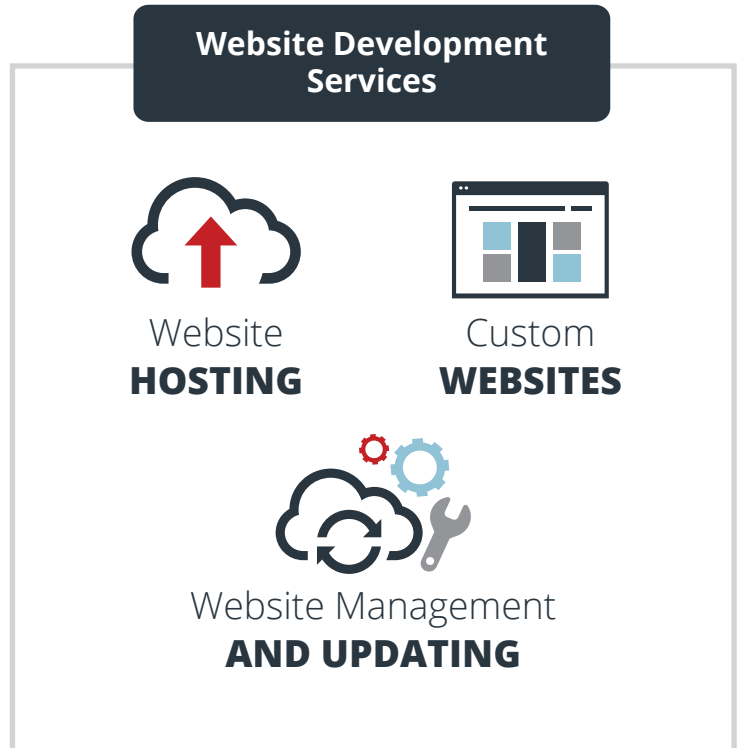 Website Development
Services
Website
HOSTING
Custom
WEBSITES
Website Management
AND UPDATING